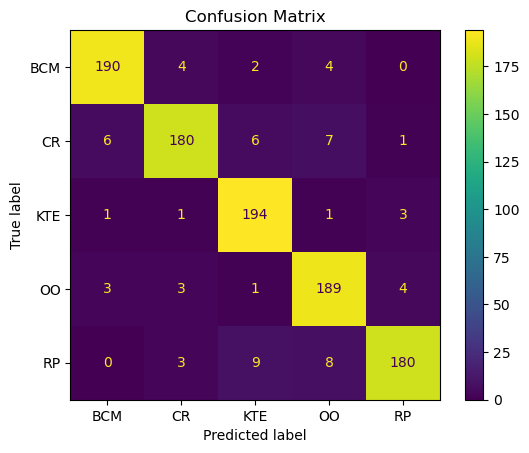 Confusion Matrix
True label
BCM 190 4 2 4 0
CR 6 180 6 7 1
KTE 1 1 194 1 3
OO 3 3 1 189 4
RP 0 3 9 8 180
BCM CR KTE OO RP
Predicted label
175
150
125
100
75
50
25
0